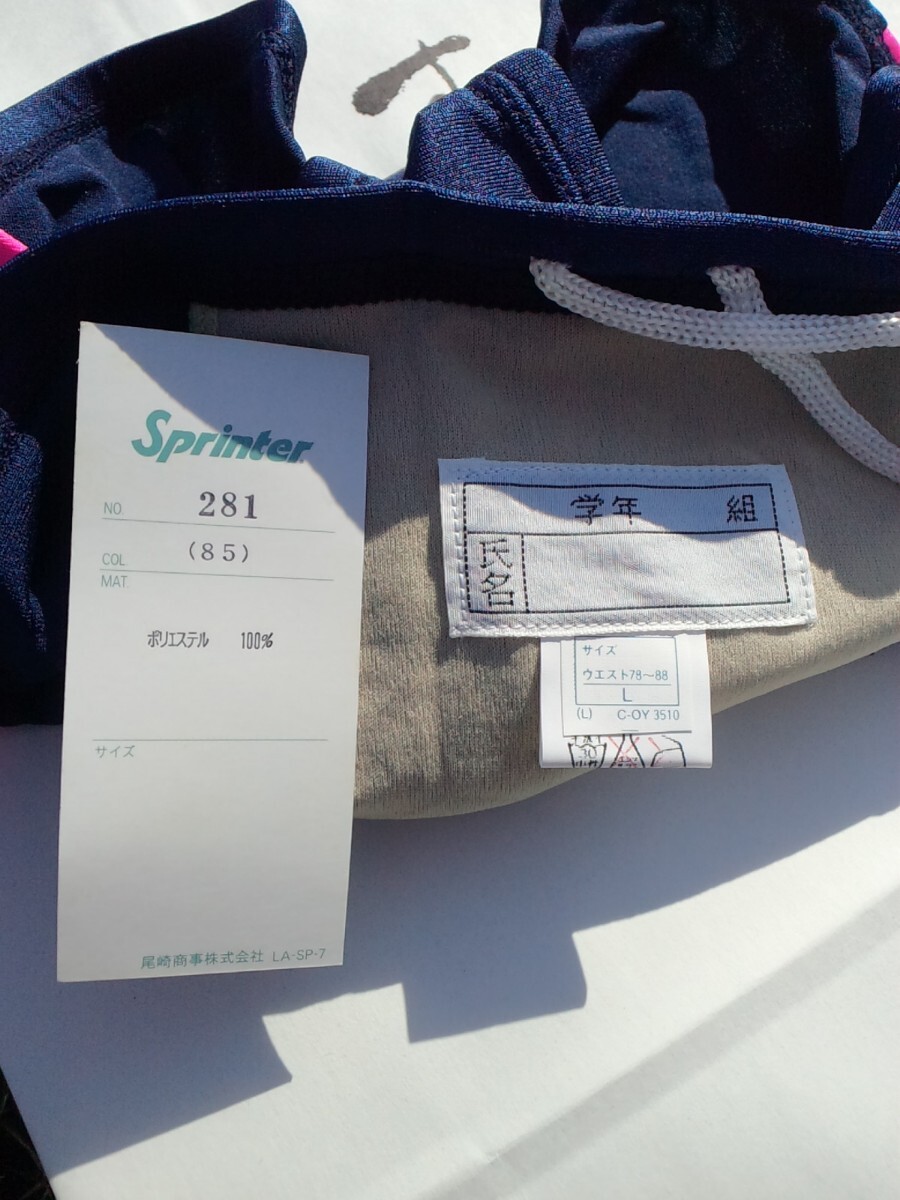 Sprinter
NO. 281
COL. (85)
MAT.
ポリエステル 100%
サイズ
尾崎商事株式会社 LA-SP-7
学年 組
氏名
サイズ
ウエスト78～88
L
(L) C-OY 3510
30